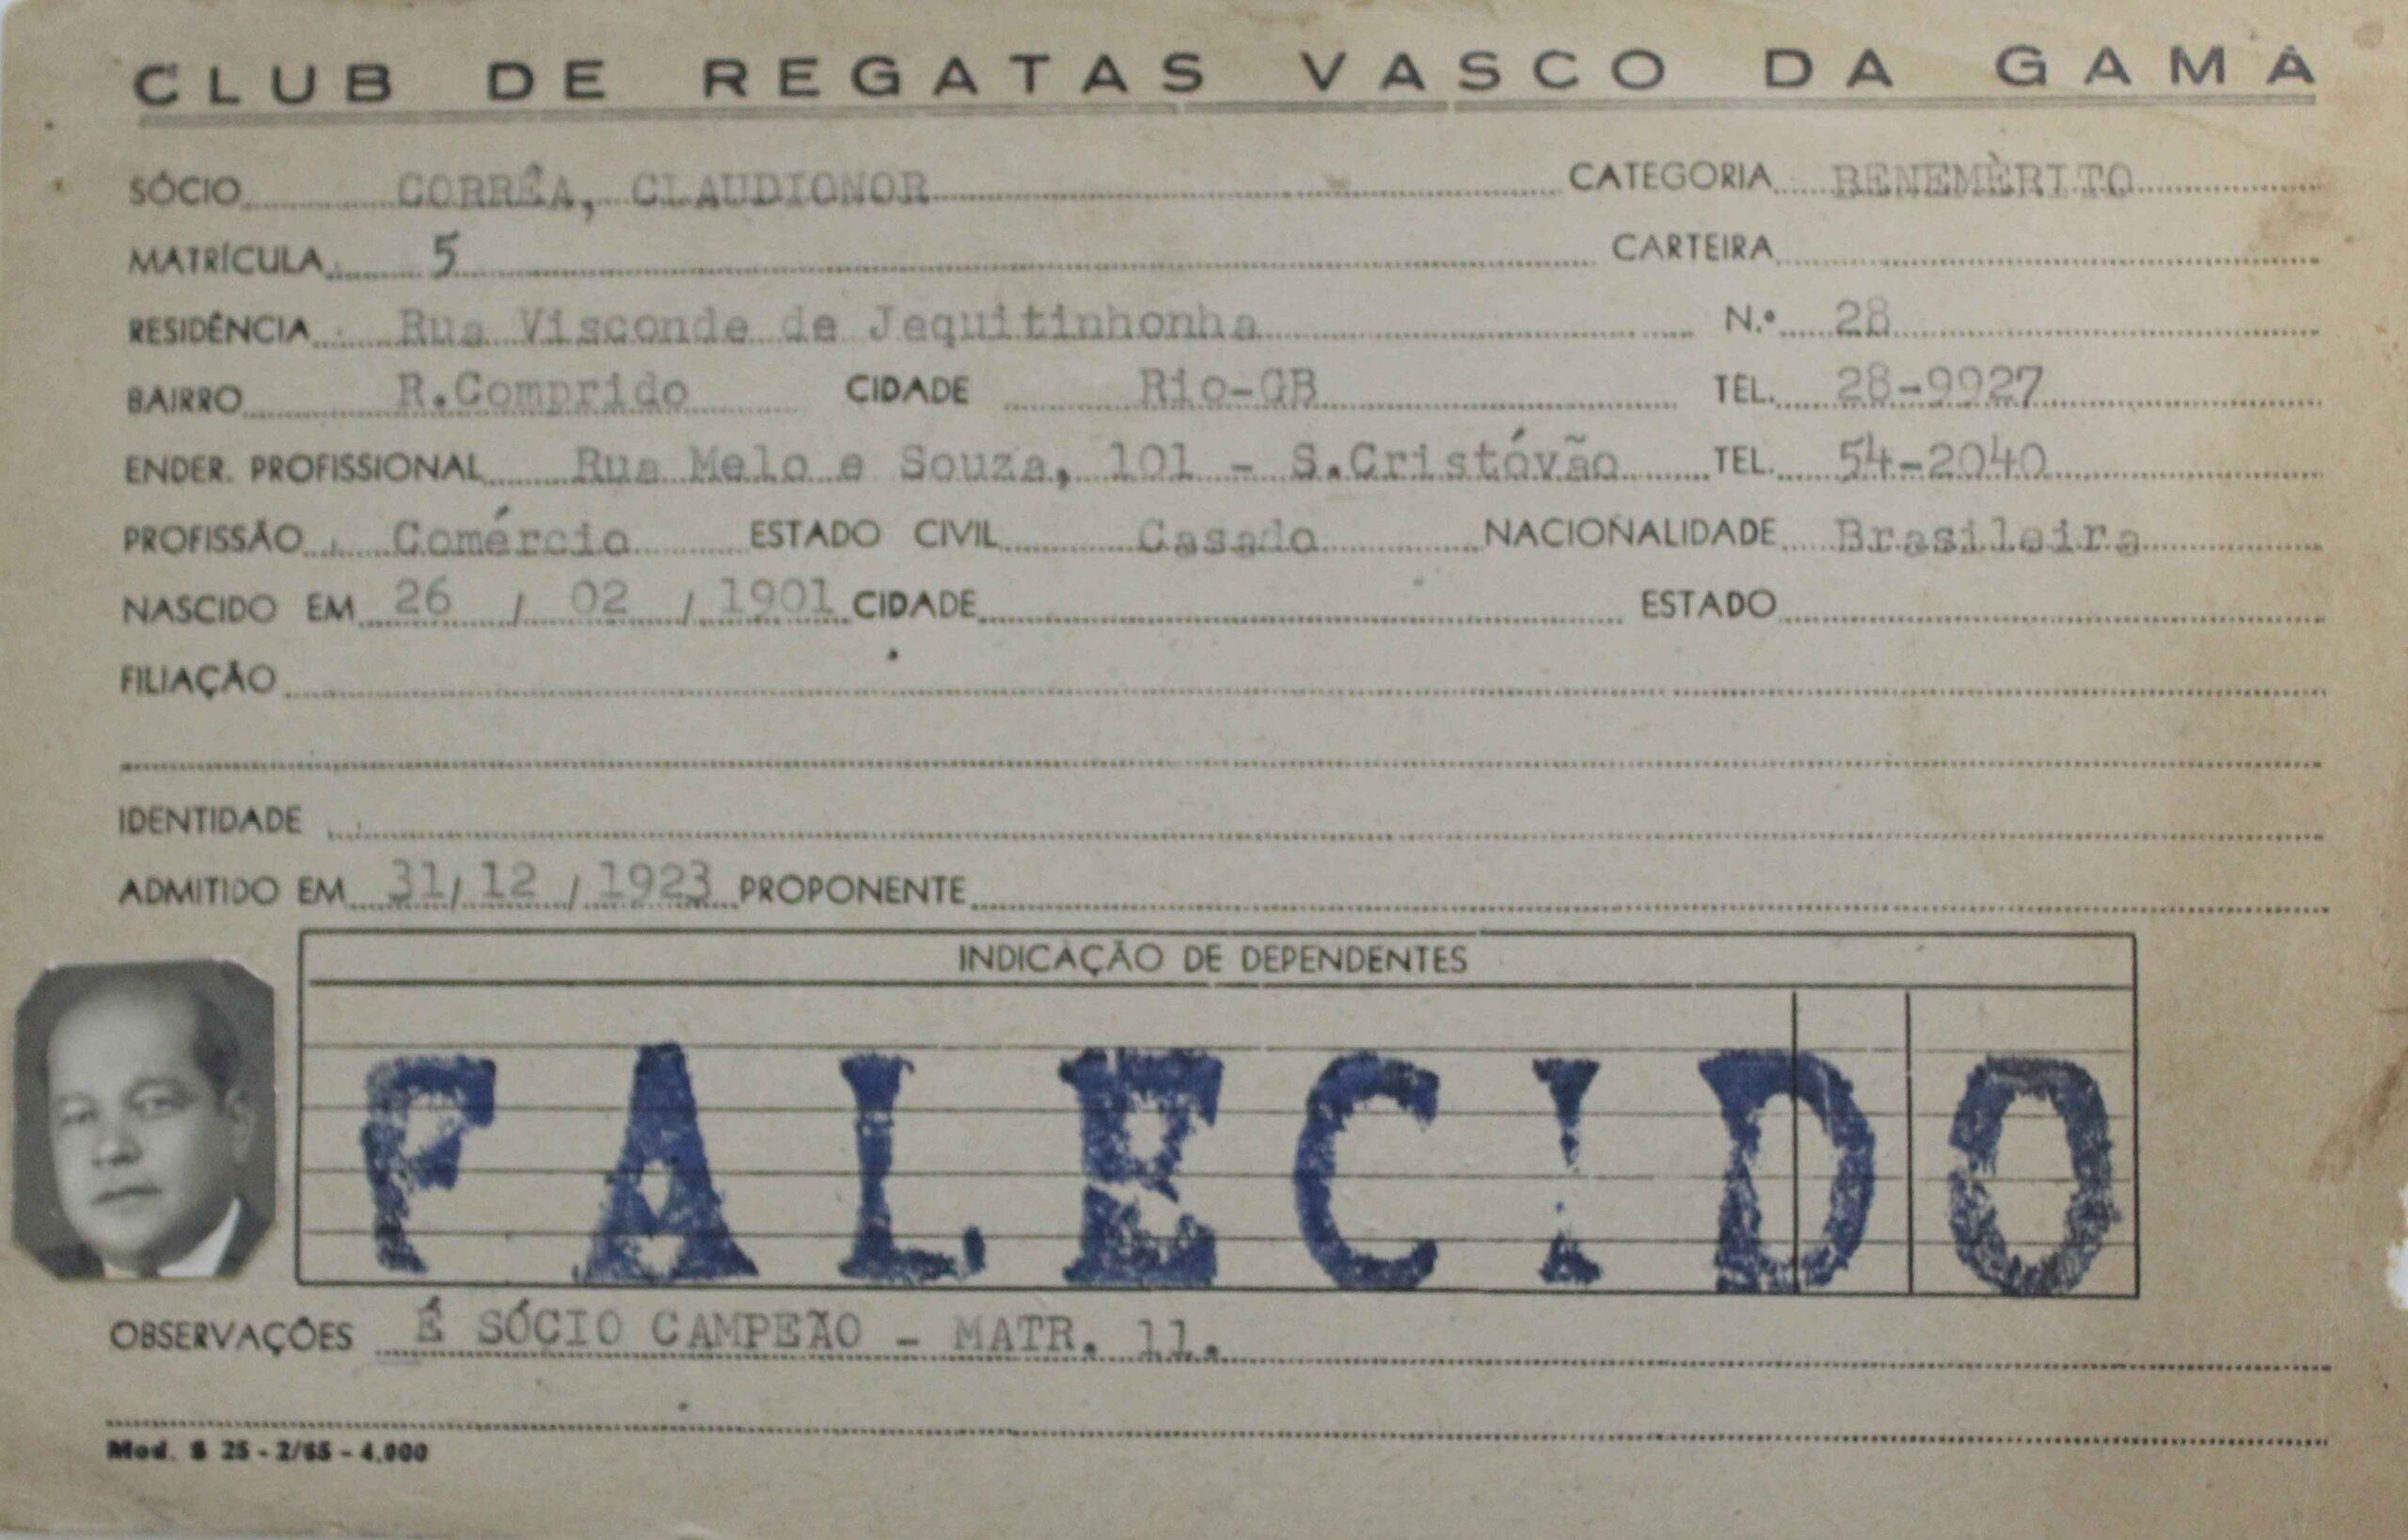 CLUB DE REGATAS VASCO DA GAMA
SÓCIO CORRÊA, CLAUDIONOR CATEGORIA BENEMÈRITO
MATRÍCULA 5 CARTEIRA
RESIDÊNCIA Rua Visconde de Jequitinhonha N.º 28
BAIRRO R.Comprido CIDADE Rio-GB TEL. 28-9927
ENDER. PROFISSIONAL Rua Melo e Souza, 101 - S.Cristóvão TEL. 54-2040
PROFISSÃO Comércio ESTADO CIVIL Casado NACIONALIDADE Brasileira
NASCIDO EM 26 / 02 / 1901 CIDADE ESTADO
FILIAÇÃO
IDENTIDADE
ADMITIDO EM 31/ 12 / 1923 PROPONENTE
INDICAÇÃO DE DEPENDENTES
FALECIDO
OBSERVAÇÕES É SÓCIO CAMPEÃO - MATR. 11.
Mod. S 25 - 2/65 - 4.000